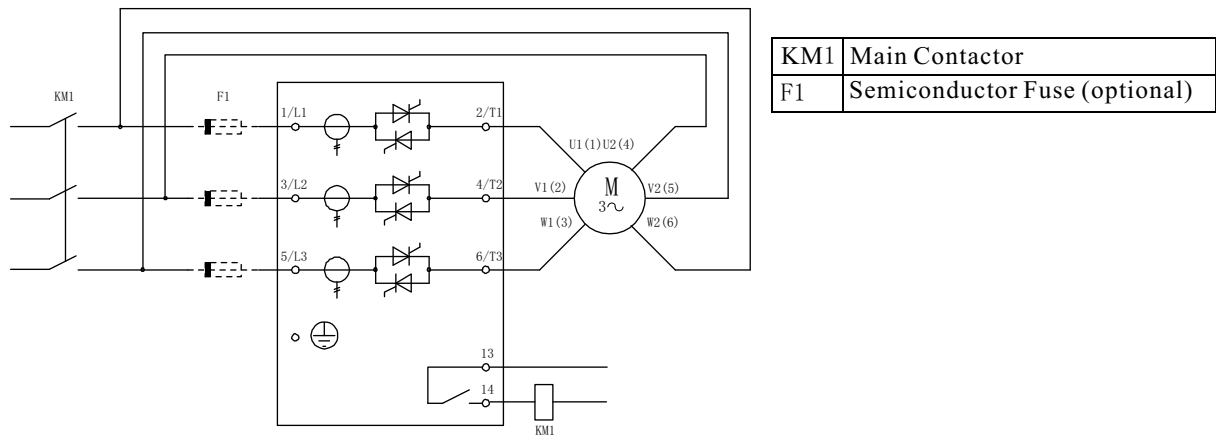 KM1 Main Contactor
F1 Semiconductor Fuse (optional)
KM1
F1
1/L1
2/T1
U1(1) U2(4)
3/L2
4/T2
V1(2)
M
3~
V2(5)
W1(3)
W2(6)
5/L3
6/T3
13
14
KM1